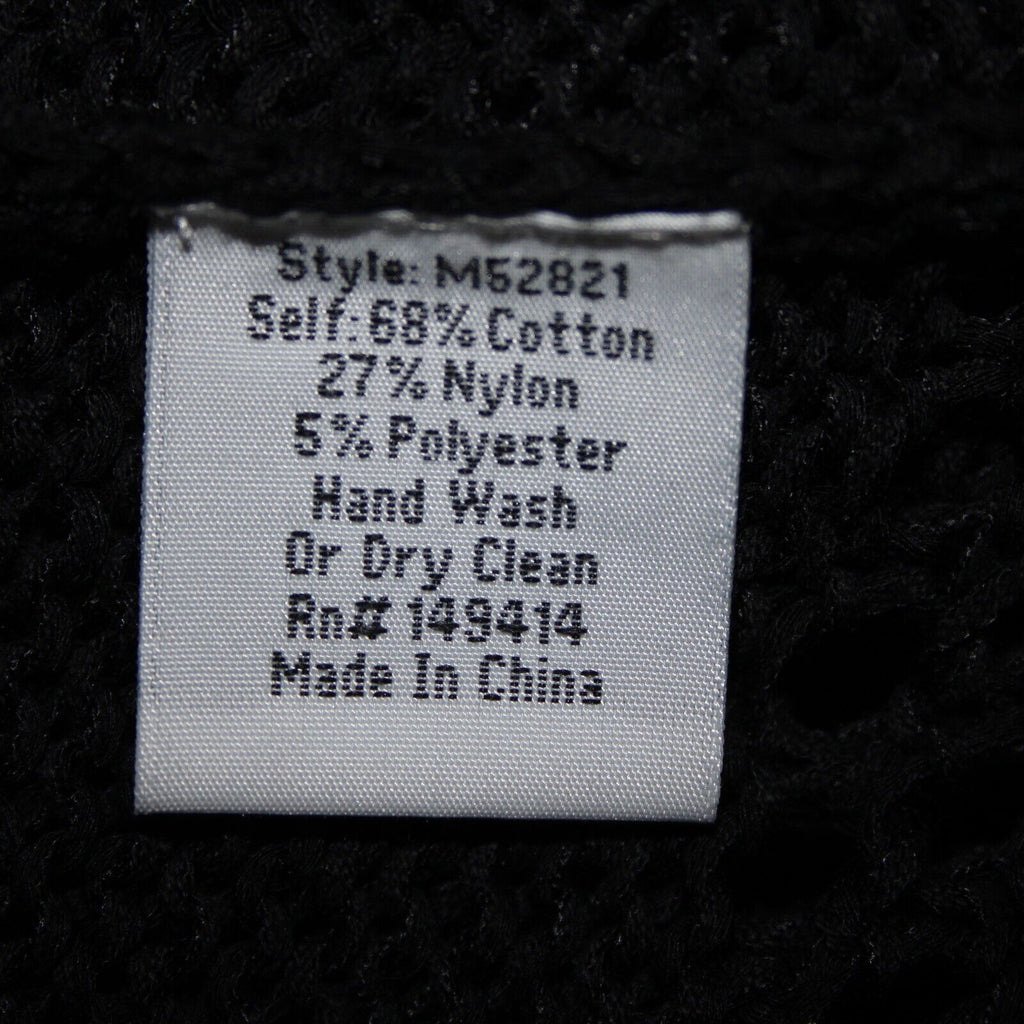 Style: M52821
Self: 68% Cotton
27% Nylon
5% Polyester
Hand Wash
Or Dry Clean
Rn# 149414
Made In China